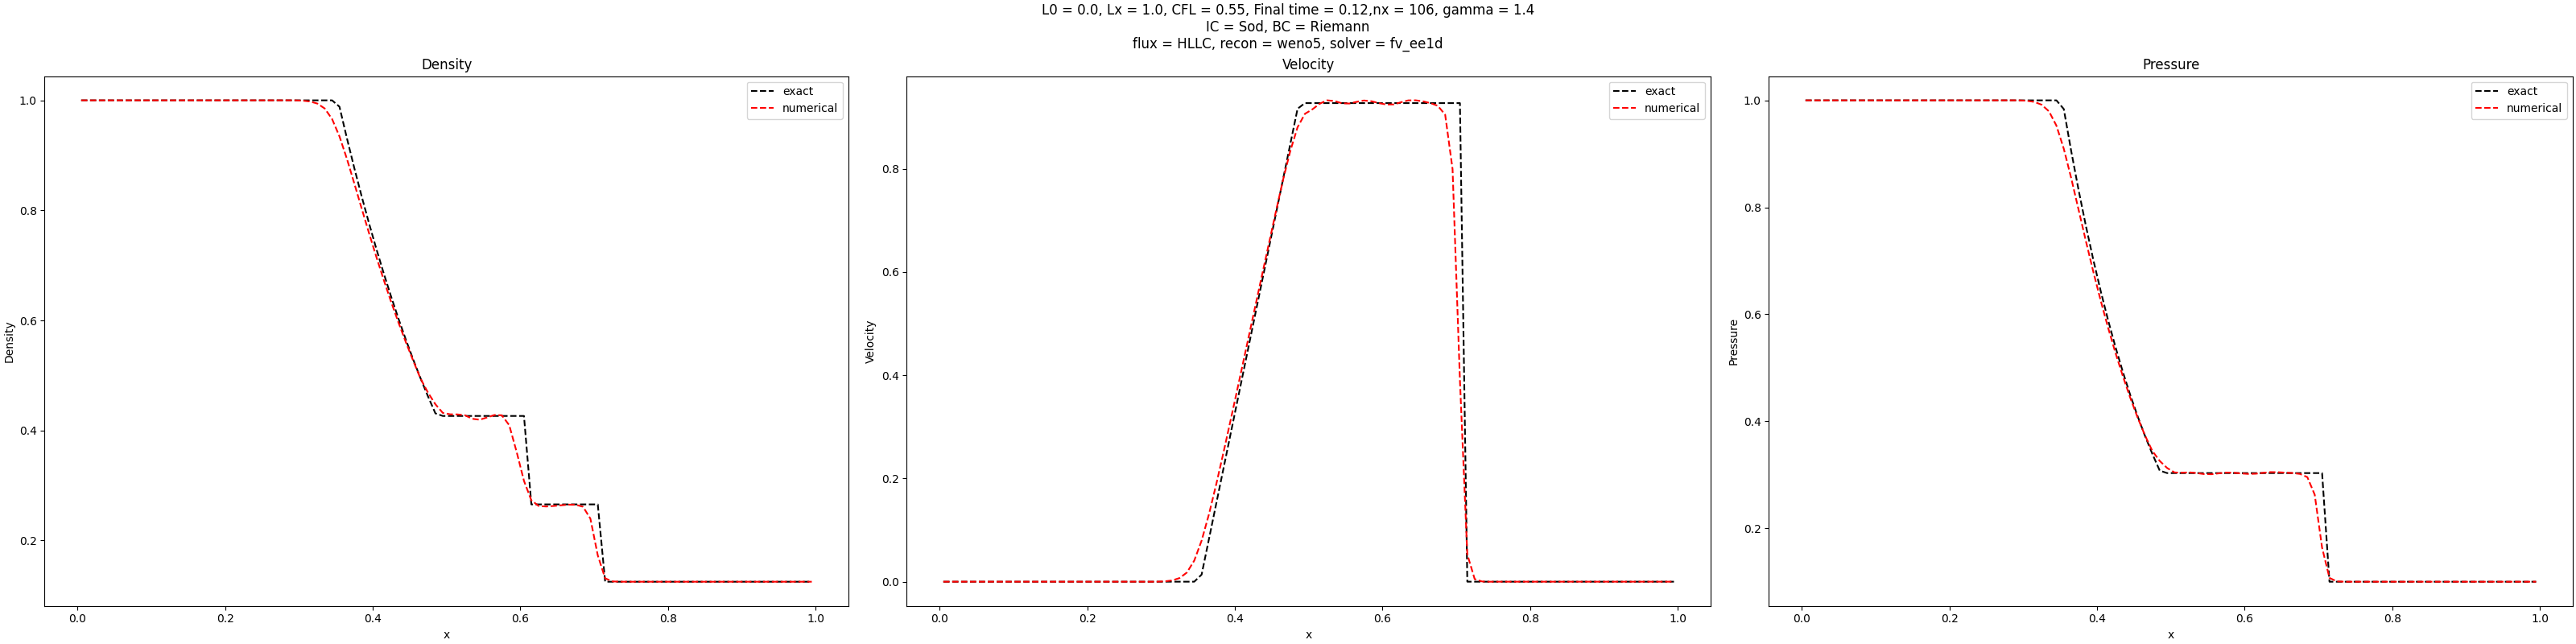 L0 = 0.0, Lx = 1.0, CFL = 0.55, Final time = 0.12,nx = 106, gamma = 1.4
IC = Sod, BC = Riemann
flux = HLLC, recon = weno5, solver = fv_ee1d
Density
exact
numerical
1.0
0.8
0.6
0.4
0.2
Density
0.0
0.2
0.4
0.6
0.8
1.0
x
Velocity
exact
numerical
0.8
0.6
0.4
0.2
0.0
Velocity
0.0
0.2
0.4
0.6
0.8
1.0
x
Pressure
exact
numerical
1.0
0.8
0.6
0.4
0.2
Pressure
0.0
0.2
0.4
0.6
0.8
1.0
x